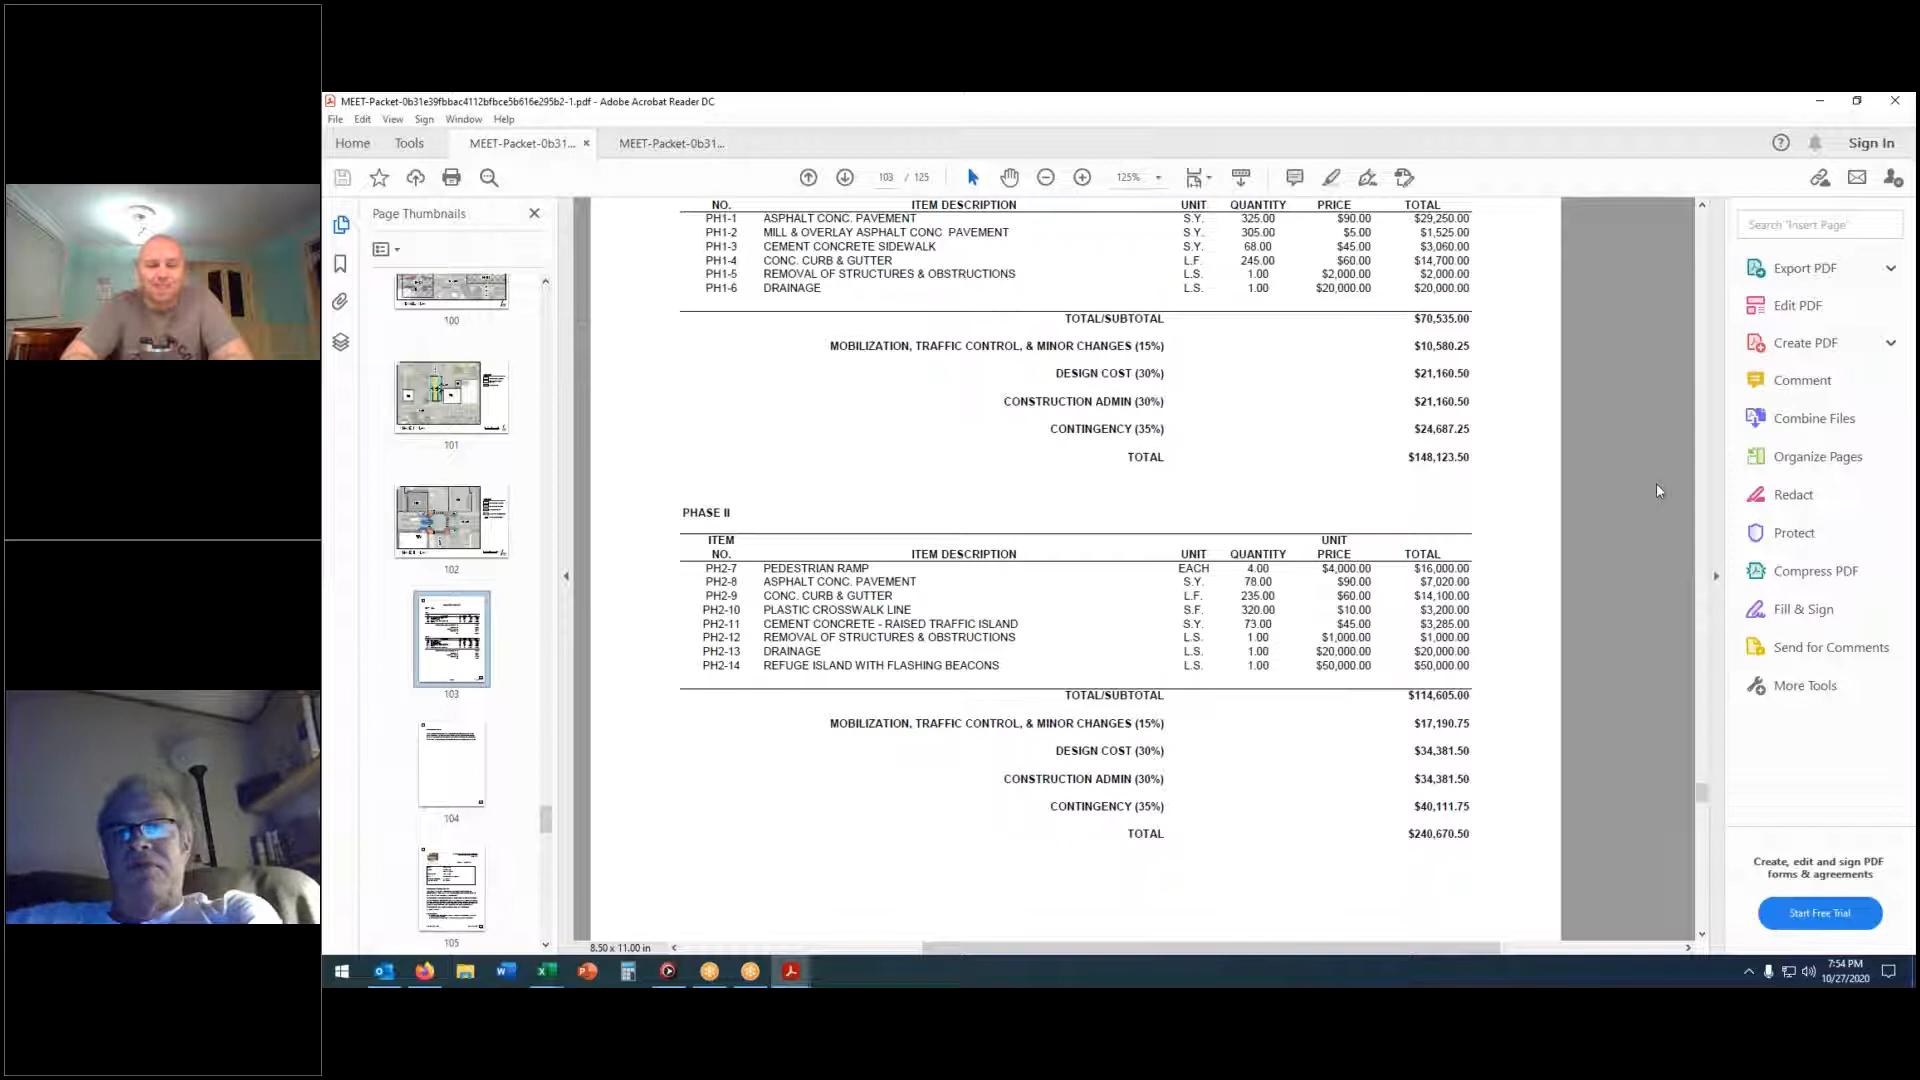 MEET-Packet-0b31e39fbbac4112bfbce5b616e295b2-1.pdf - Adobe Acrobat Reader DC
File Edit View Sign Window Help
Home Tools MEET-Packet-0b31... × MEET-Packet-0b31... Sign In
103 / 125 125%
Page Thumbnails
100
101
102
103
104
105
NO. ITEM DESCRIPTION UNIT QUANTITY PRICE TOTAL
PH1-1 ASPHALT CONC. PAVEMENT S.Y. 325.00 $90.00 $29,250.00
PH1-2 MILL & OVERLAY ASPHALT CONC PAVEMENT S.Y. 305.00 $5.00 $1,525.00
PH1-3 CEMENT CONCRETE SIDEWALK S.Y. 68.00 $45.00 $3,060.00
PH1-4 CONC. CURB & GUTTER L.F. 245.00 $60.00 $14,700.00
PH1-5 REMOVAL OF STRUCTURES & OBSTRUCTIONS L.S. 1.00 $2,000.00 $2,000.00
PH1-6 DRAINAGE L.S. 1.00 $20,000.00 $20,000.00
TOTAL/SUBTOTAL $70,535.00
MOBILIZATION, TRAFFIC CONTROL, & MINOR CHANGES (15%) $10,580.25
DESIGN COST (30%) $21,160.50
CONSTRUCTION ADMIN (30%) $21,160.50
CONTINGENCY (35%) $24,687.25
TOTAL $148,123.50
PHASE II
ITEM UNIT
NO. ITEM DESCRIPTION UNIT QUANTITY PRICE TOTAL
PH2-7 PEDESTRIAN RAMP EACH 4.00 $4,000.00 $16,000.00
PH2-8 ASPHALT CONC. PAVEMENT S.Y. 78.00 $90.00 $7,020.00
PH2-9 CONC. CURB & GUTTER L.F. 235.00 $60.00 $14,100.00
PH2-10 PLASTIC CROSSWALK LINE S.F. 320.00 $10.00 $3,200.00
PH2-11 CEMENT CONCRETE - RAISED TRAFFIC ISLAND S.Y. 73.00 $45.00 $3,285.00
PH2-12 REMOVAL OF STRUCTURES & OBSTRUCTIONS L.S. 1.00 $1,000.00 $1,000.00
PH2-13 DRAINAGE L.S. 1.00 $20,000.00 $20,000.00
PH2-14 REFUGE ISLAND WITH FLASHING BEACONS L.S. 1.00 $50,000.00 $50,000.00
TOTAL/SUBTOTAL $114,605.00
MOBILIZATION, TRAFFIC CONTROL, & MINOR CHANGES (15%) $17,190.75
DESIGN COST (30%) $34,381.50
CONSTRUCTION ADMIN (30%) $34,381.50
CONTINGENCY (35%) $40,111.75
TOTAL $240,670.50
8.50 x 11.00 in
Search "Insert Page"
Export PDF
Edit PDF
Create PDF
Comment
Combine Files
Organize Pages
Redact
Protect
Compress PDF
Fill & Sign
Send for Comments
More Tools
Create, edit and sign PDF
forms & agreements
Start Free Trial
7:54 PM
10/27/2020